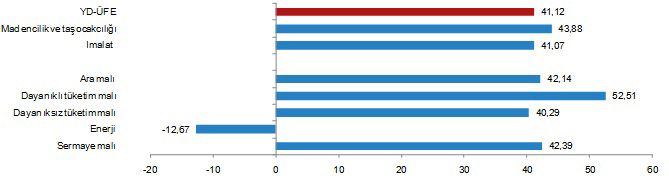 YD-ÜFE 41,12
Madencilik ve taşocakcılığı 43,88
Imalat 41,07
Ara malı 42,14
Dayanıklı tüketim malı 52,51
Dayanıksız tüketim malı 40,29
Enerji -12,67
Sermaye malı 42,39
-20 -10 0 10 20 30 40 50 60